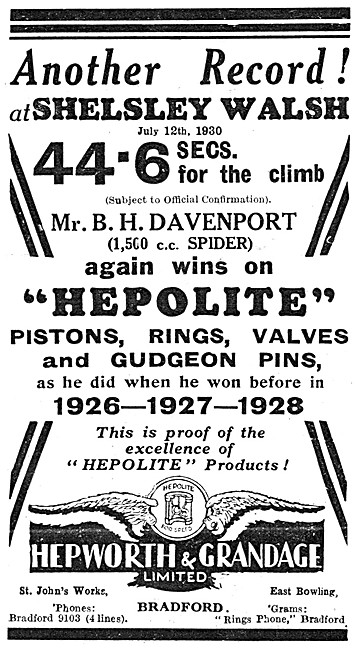 Another Record!
at SHELSLEY WALSH
July 12th, 1930
44·6 SECS.
for the climb
(Subject to Official Confirmation).
Mr. B. H. DAVENPORT
(1,500 c.c. SPIDER)
again wins on
"HEPOLITE"
PISTONS, RINGS, VALVES
and GUDGEON PINS,
as he did when he won before in
1926—1927—1928
This is proof of the
excellence of
"HEPOLITE" Products!
HEPOLITE
HEPWORTH & GRANDAGE
LIMITED
St. John's Works, East Bowling,
BRADFORD.
'Phones: 'Grams:
Bradford 9103 (4 lines). "Rings Phone," Bradford